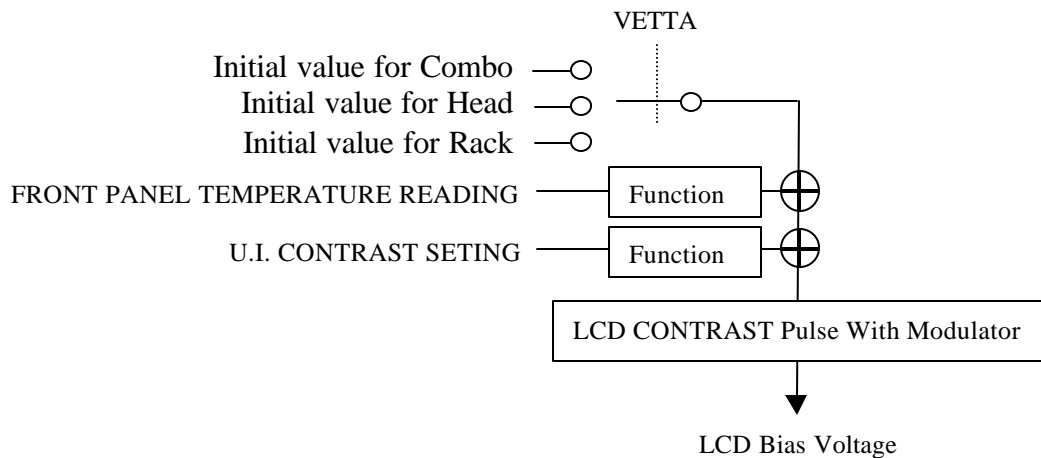 VETTA
Initial value for Combo
Initial value for Head
Initial value for Rack
FRONT PANEL TEMPERATURE READING
Function
U.I. CONTRAST SETING
Function
LCD CONTRAST Pulse With Modulator
LCD Bias Voltage